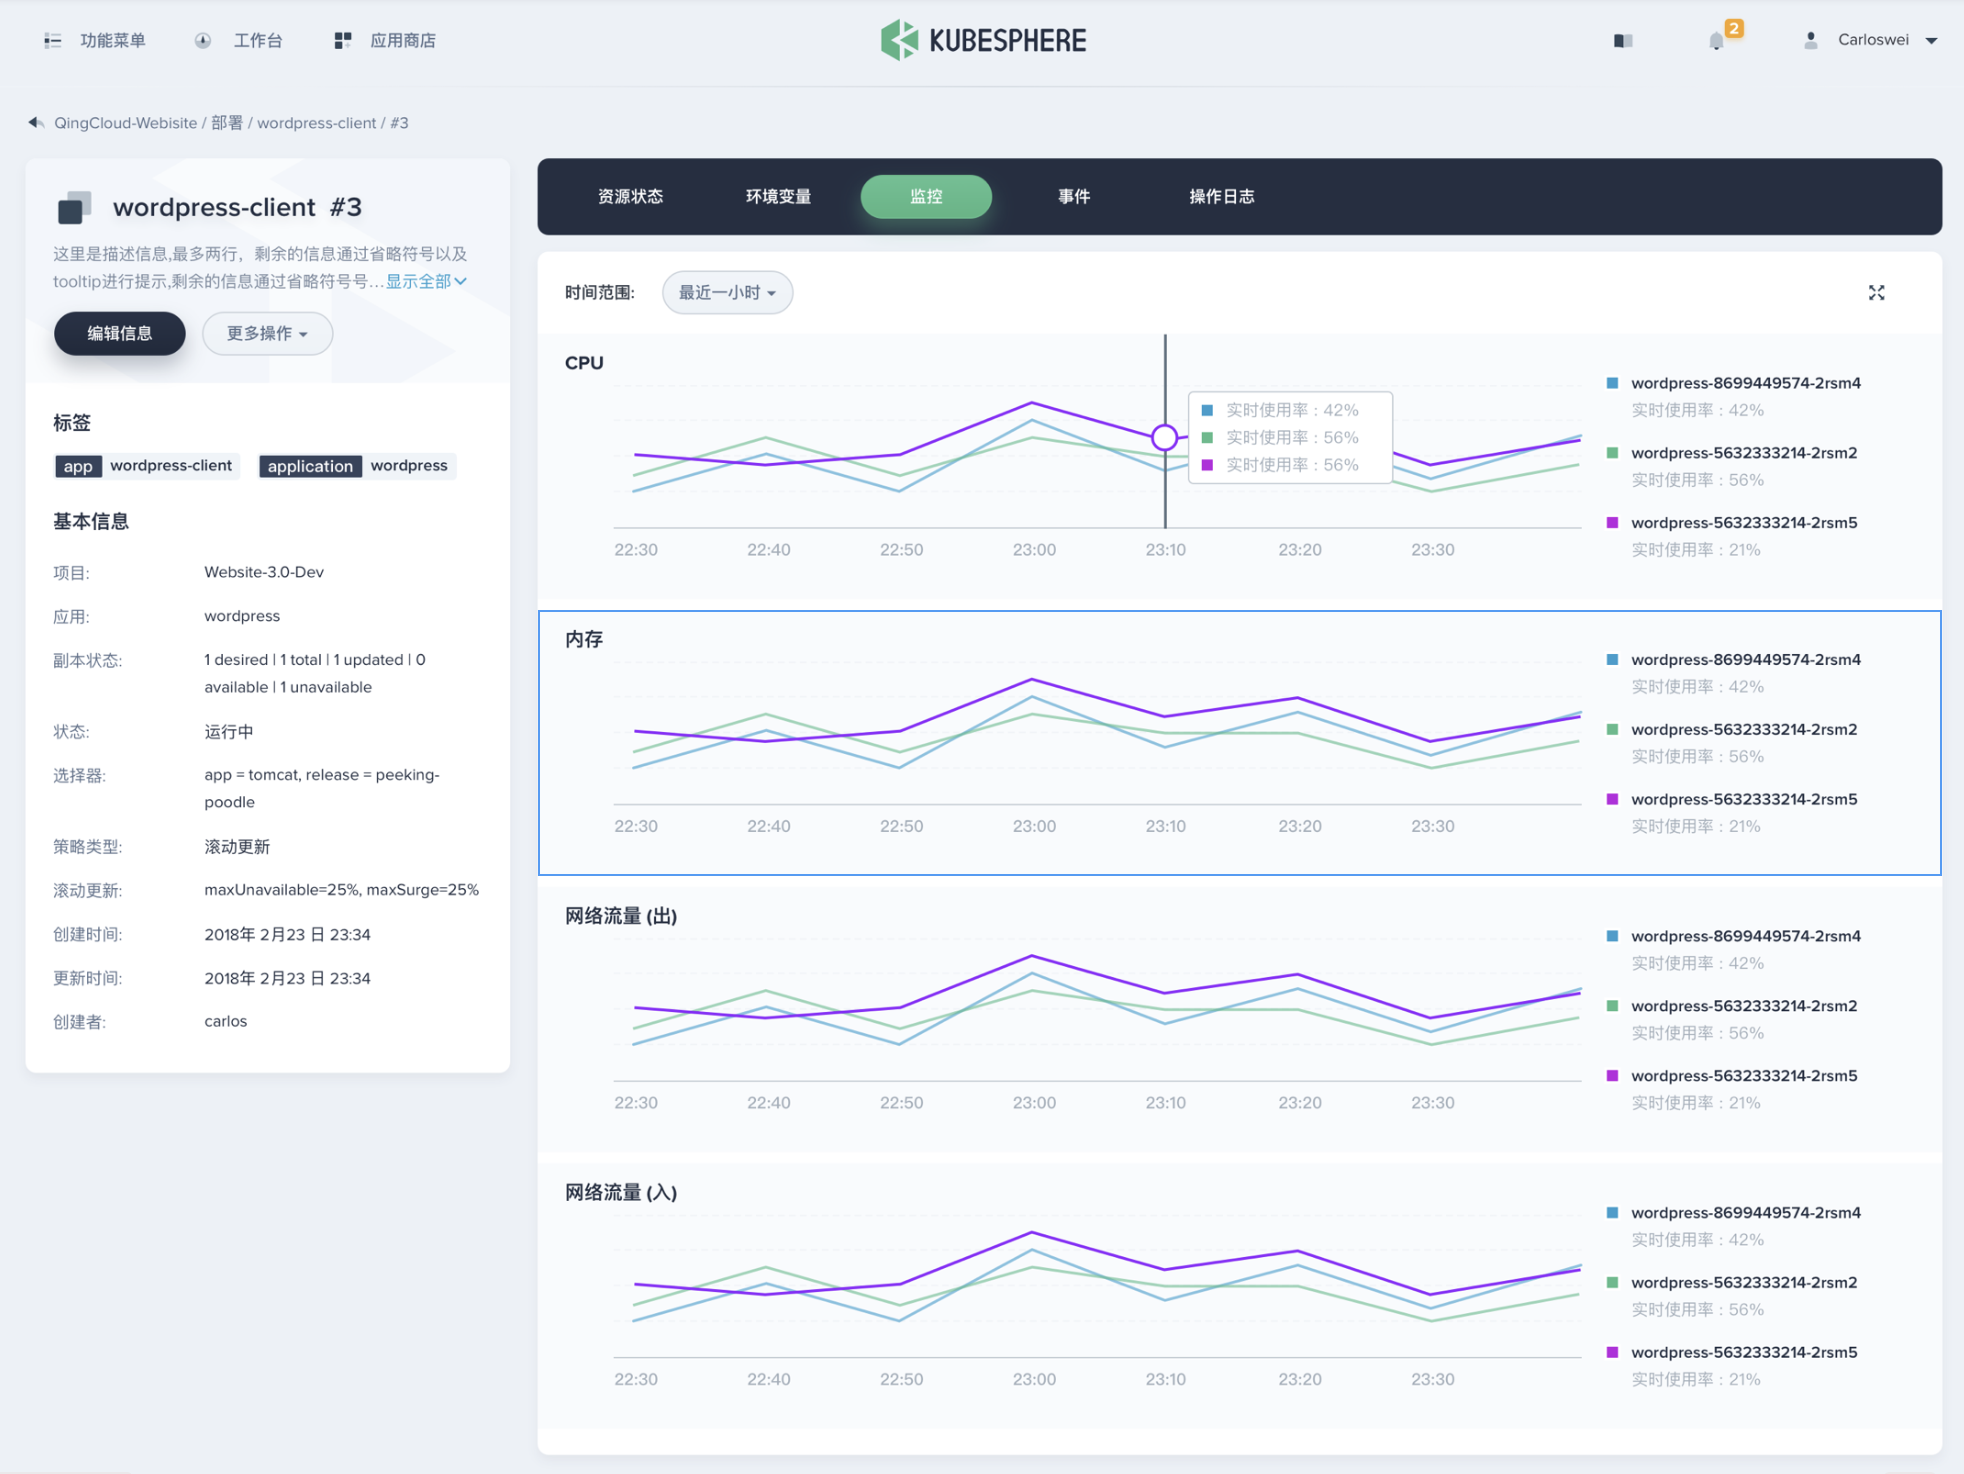 功能菜单
工作台
应用商店
KUBESPHERE
2
Carloswei
QingCloud-Webisite / 部署 / wordpress-client / #3
wordpress-client #3
这里是描述信息,最多两行，剩余的信息通过省略符号以及
tooltip进行提示,剩余的信息通过省略符号号...显示全部
编辑信息
更多操作
标签
app wordpress-client
application wordpress
基本信息
项目: Website-3.0-Dev
应用: wordpress
副本状态: 1 desired | 1 total | 1 updated | 0
available | 1 unavailable
状态: 运行中
选择器: app = tomcat, release = peeking-
poodle
策略类型: 滚动更新
滚动更新: maxUnavailable=25%, maxSurge=25%
创建时间: 2018年 2月23 日 23:34
更新时间: 2018年 2月23 日 23:34
创建者: carlos
资源状态
环境变量
监控
事件
操作日志
时间范围: 最近一小时
CPU
实时使用率 : 42%
实时使用率 : 56%
实时使用率 : 56%
22:30 22:40 22:50 23:00 23:10 23:20 23:30
wordpress-8699449574-2rsm4
实时使用率 : 42%
wordpress-5632333214-2rsm2
实时使用率 : 56%
wordpress-5632333214-2rsm5
实时使用率 : 21%
内存
22:30 22:40 22:50 23:00 23:10 23:20 23:30
wordpress-8699449574-2rsm4
实时使用率 : 42%
wordpress-5632333214-2rsm2
实时使用率 : 56%
wordpress-5632333214-2rsm5
实时使用率 : 21%
网络流量 (出)
22:30 22:40 22:50 23:00 23:10 23:20 23:30
wordpress-8699449574-2rsm4
实时使用率 : 42%
wordpress-5632333214-2rsm2
实时使用率 : 56%
wordpress-5632333214-2rsm5
实时使用率 : 21%
网络流量 (入)
22:30 22:40 22:50 23:00 23:10 23:20 23:30
wordpress-8699449574-2rsm4
实时使用率 : 42%
wordpress-5632333214-2rsm2
实时使用率 : 56%
wordpress-5632333214-2rsm5
实时使用率 : 21%